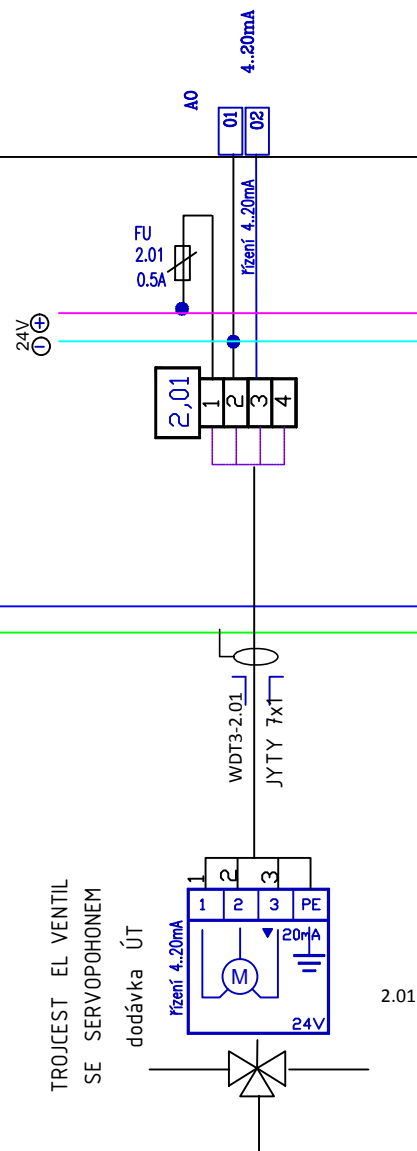 4..20mA
AO
01
02
řízení 4..20mA
FU
2.01
0.5A
24V
+
-
2,01
1
2
3
4
WDT3-2.01
JYTY 7x1
TROJCEST EL VENTIL
SE SERVOPOHONEM
dodávka ÚT
řízení 4..20mA
1
2
3
1
2
3
PE
20mA
M
24V
2.01